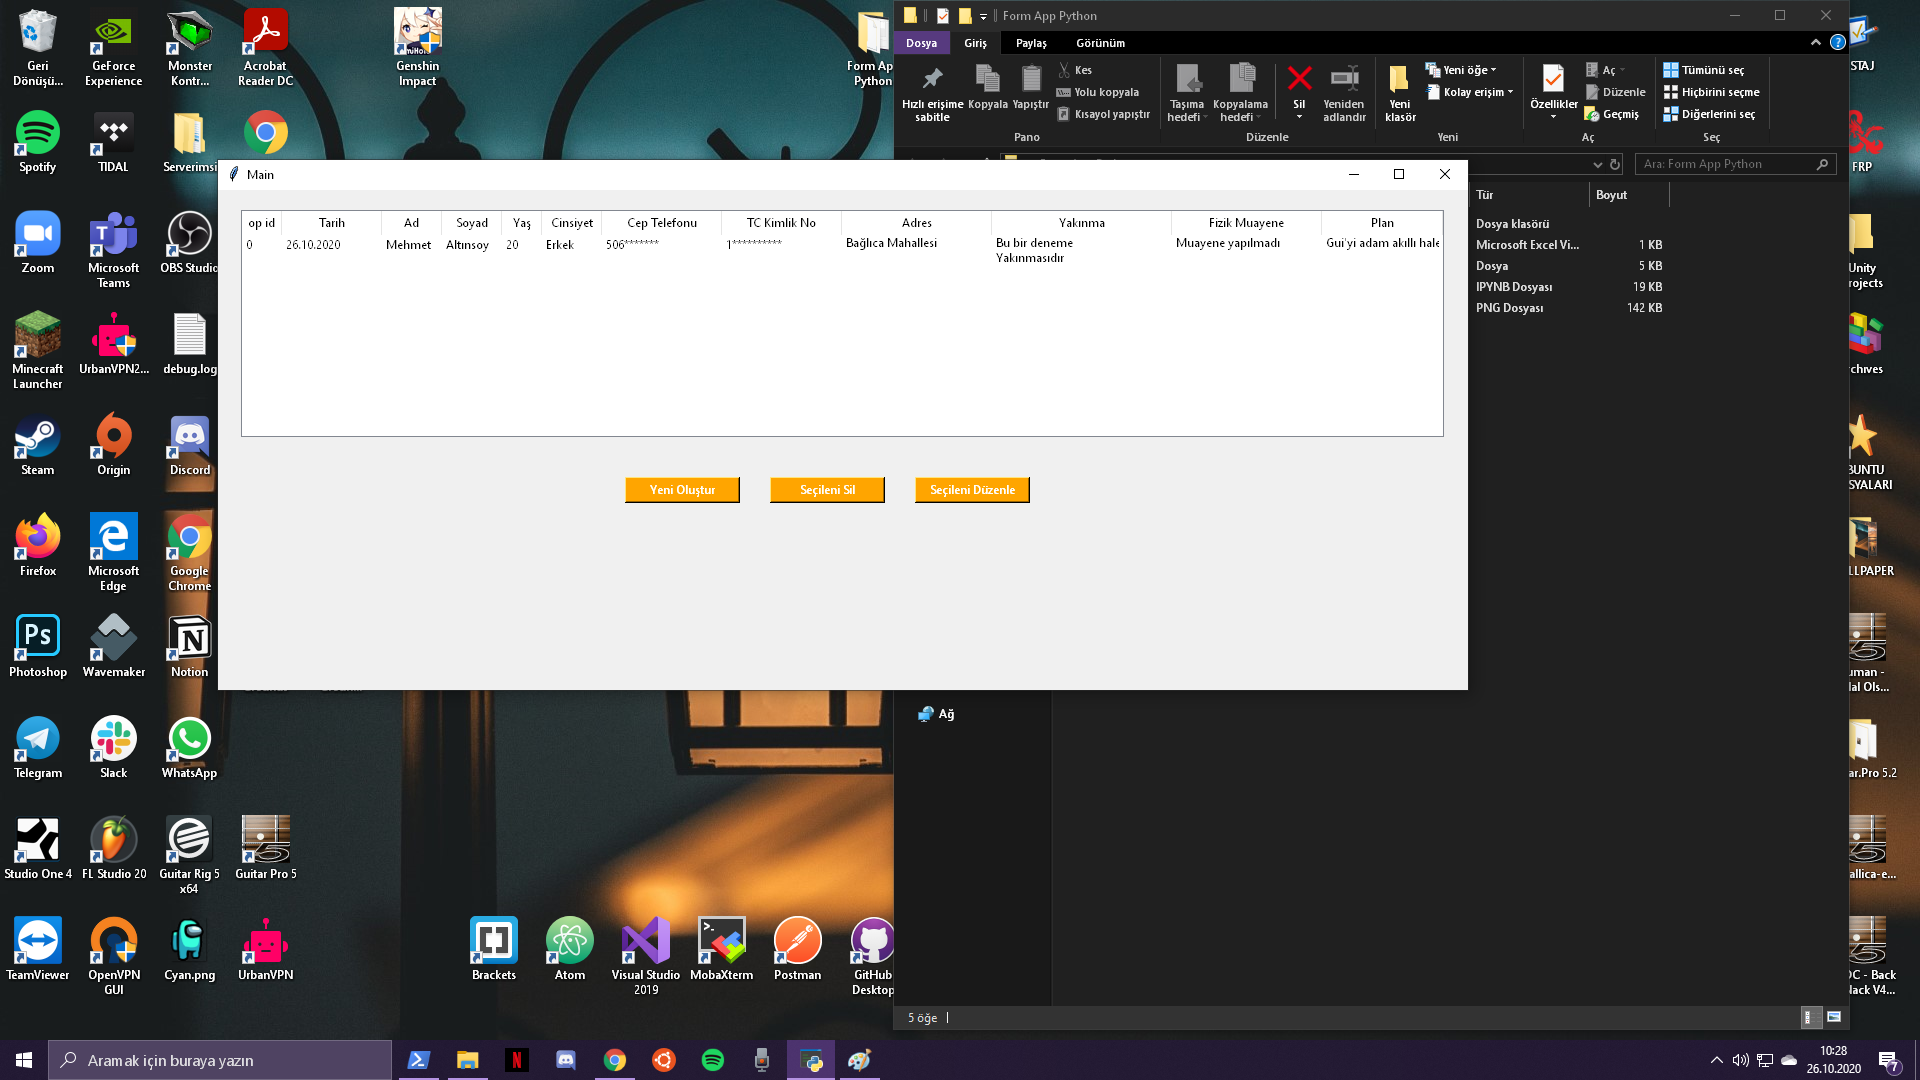 Geri
Dönüşü...
GeForce
Experience
Monster
Kontr...
Acrobat
Reader DC
Genshin
Impact
Form Ap
Python
Spotify
TIDAL
Serverimsi
Zoom
Microsoft
Teams
OBS Studio
Minecraft
Launcher
UrbanVPN2...
debug.log
Steam
Origin
Discord
Firefox
Microsoft
Edge
Google
Chrome
Photoshop
Wavemaker
Notion
Telegram
Slack
WhatsApp
Studio One 4
FL Studio 20
Guitar Rig 5
x64
Guitar Pro 5
TeamViewer
OpenVPN
GUI
Cyan.png
UrbanVPN
Brackets
Atom
Visual Studio
2019
MobaXterm
Postman
GitHub
Desktop
Form App Python
Dosya Giriş Paylaş Görünüm
Hızlı erişime
sabitle
Kopyala
Yapıştır
Kes
Yolu kopyala
Kısayol yapıştır
Pano
Taşıma
hedefi
Kopyalama
hedefi
Sil
Yeniden
adlandır
Düzenle
Yeni
klasör
Yeni öğe
Kolay erişim
Yeni
Özellikler
Aç
Düzenle
Geçmiş
Aç
Tümünü seç
Hiçbirini seçme
Diğerlerini seç
Seç
Ara: Form App Python
Tür Boyut
Dosya klasörü
Microsoft Excel Vi... 1 KB
Dosya 5 KB
IPYNB Dosyası 19 KB
PNG Dosyası 142 KB
Ağ
5 öğe
Main
op id Tarih Ad Soyad Yaş Cinsiyet Cep Telefonu TC Kimlik No Adres Yakınma Fizik Muayene Plan
0 26.10.2020 Mehmet Altınsoy 20 Erkek 506******* 1********** Bağlıca Mahallesi Bu bir deneme Muayene yapılmadı Gui'yi adam akıllı hale
Yakınmasıdır
Yeni Oluştur Seçileni Sil Seçileni Düzenle
STAJ
FRP
Unity
rojects
rchives
BUNTU
SYALARI
LLPAPER
uman -
lal Ols...
ar.Pro 5.2
allica-e...
DC - Back
lack V4...
Aramak için buraya yazın
10:28
26.10.2020
7